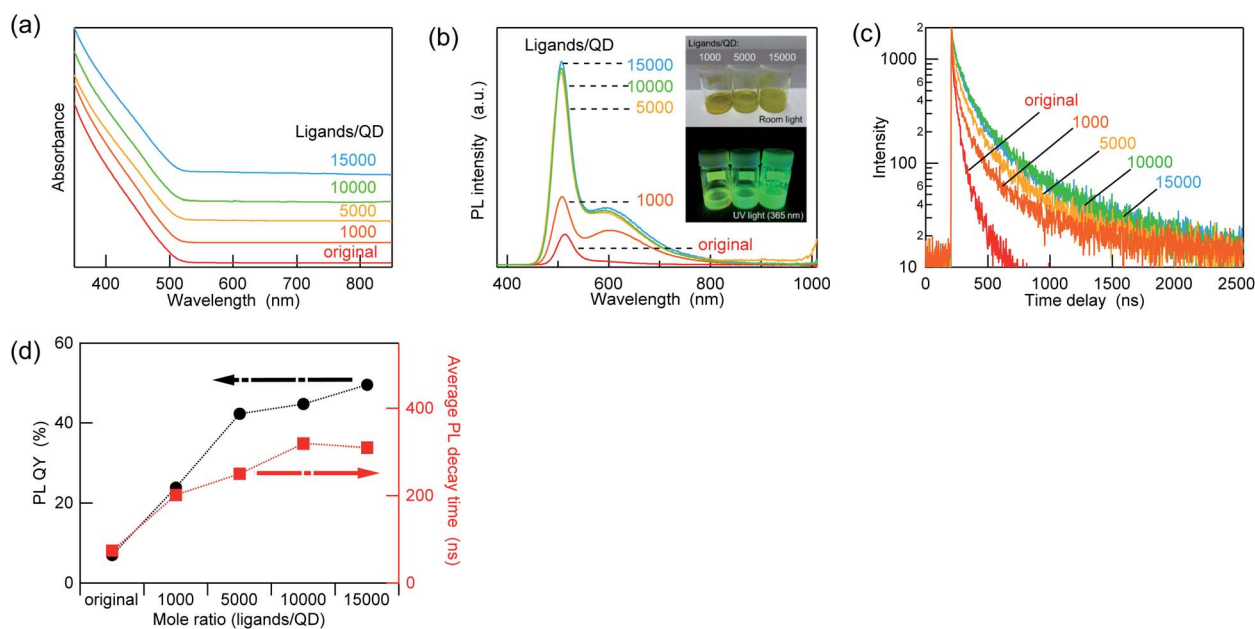 (a)
Absorbance
Ligands/QD
15000
10000
5000
1000
original
400 500 600 700 800
Wavelength (nm)
(b)
PL intensity (a.u.)
Ligands/QD
15000
10000
5000
1000
original
Ligands/QD:
1000 5000 15000
Room light
UV light (365 nm)
400 600 800 1000
Wavelength (nm)
(c)
Intensity
2
1000
6
4
2
100
6
4
2
10
original
1000
5000
10000
15000
500 1000 1500 2000 2500
Time delay (ns)
(d)
PL QY (%)
60
40
20
0
Average PL decay time (ns)
400
200
0
original 1000 5000 10000 15000
Mole ratio (ligands/QD)